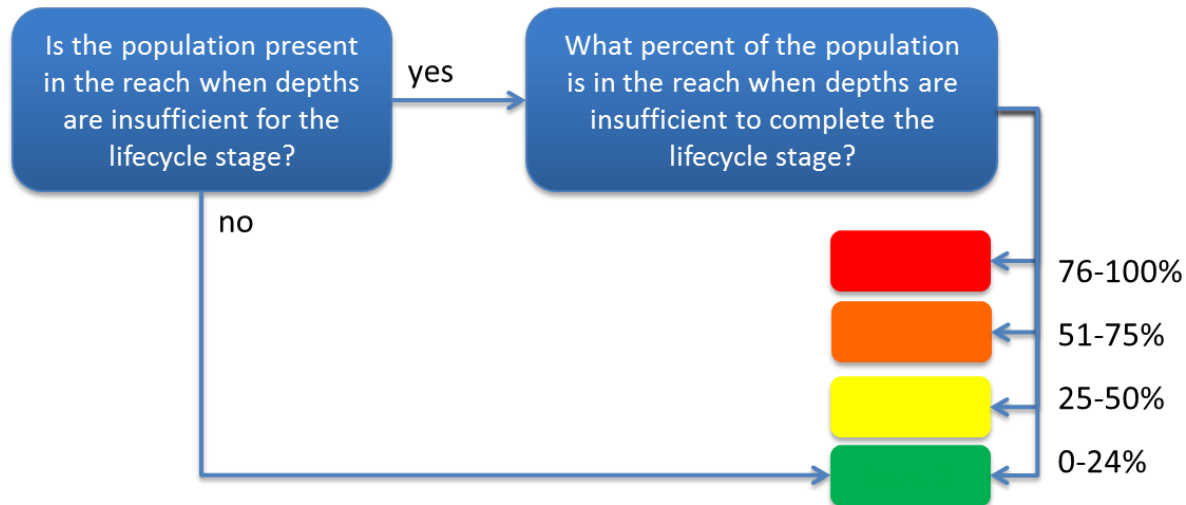 Is the population present
in the reach when depths
are insufficient for the
lifecycle stage?
yes
What percent of the population
is in the reach when depths are
insufficient to complete the
lifecycle stage?
no
76-100%
51-75%
25-50%
0-24%